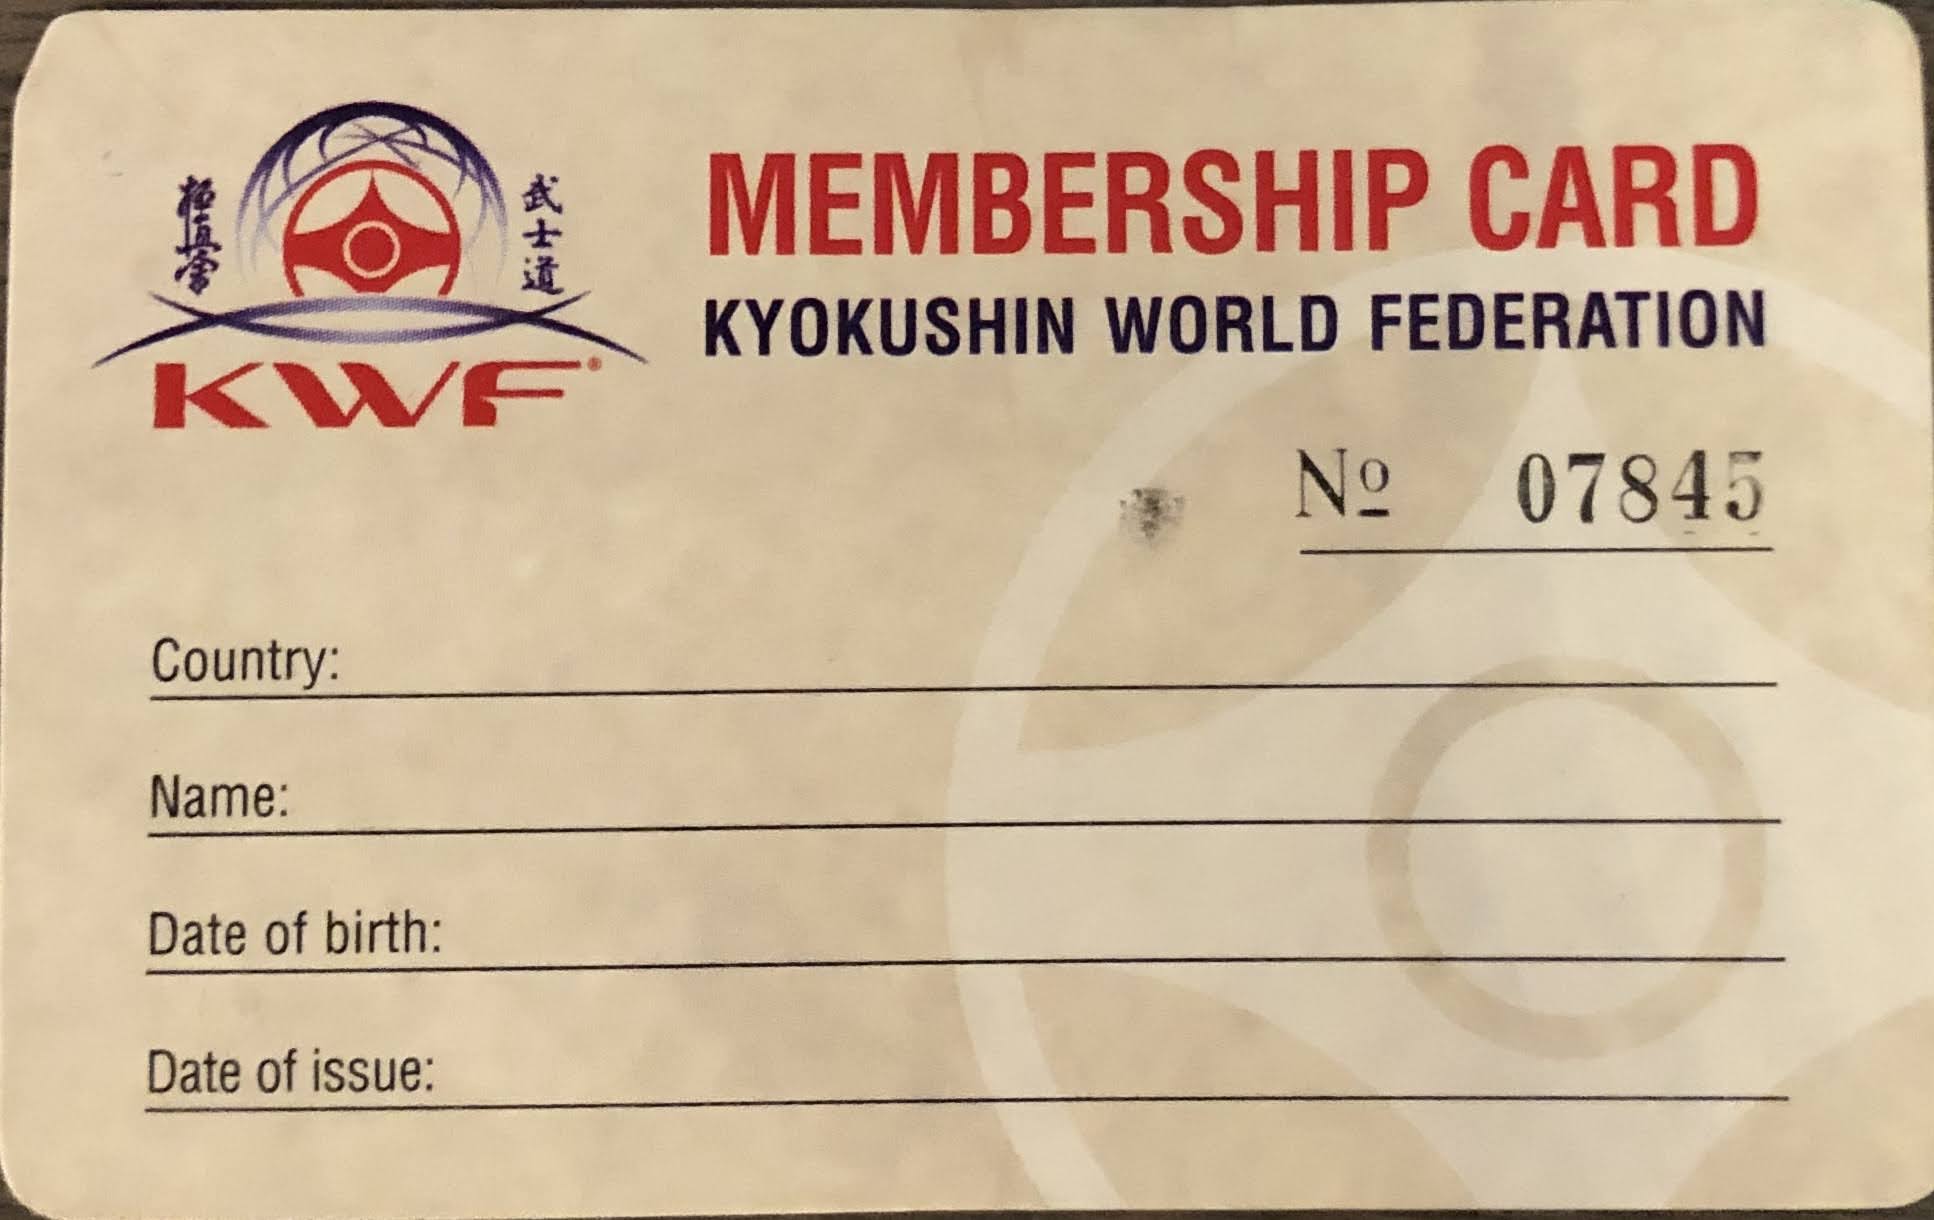 極真会
武士道
KWF®
MEMBERSHIP CARD
KYOKUSHIN WORLD FEDERATION
Nº 07845
Country:
Name:
Date of birth:
Date of issue: